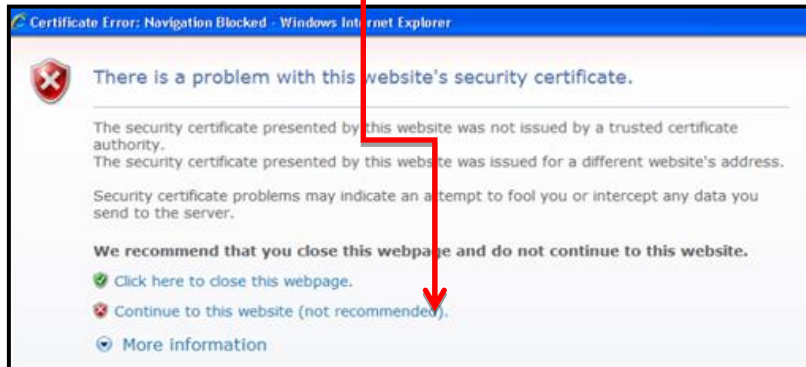 Certificate Error: Navigation Blocked - Windows Internet Explorer
There is a problem with this website's security certificate.
The security certificate presented by this website was not issued by a trusted certificate
authority.
The security certificate presented by this website was issued for a different website's address.
Security certificate problems may indicate an attempt to fool you or intercept any data you
send to the server.
We recommend that you close this webpage and do not continue to this website.
Click here to close this webpage.
Continue to this website (not recommended).
More information